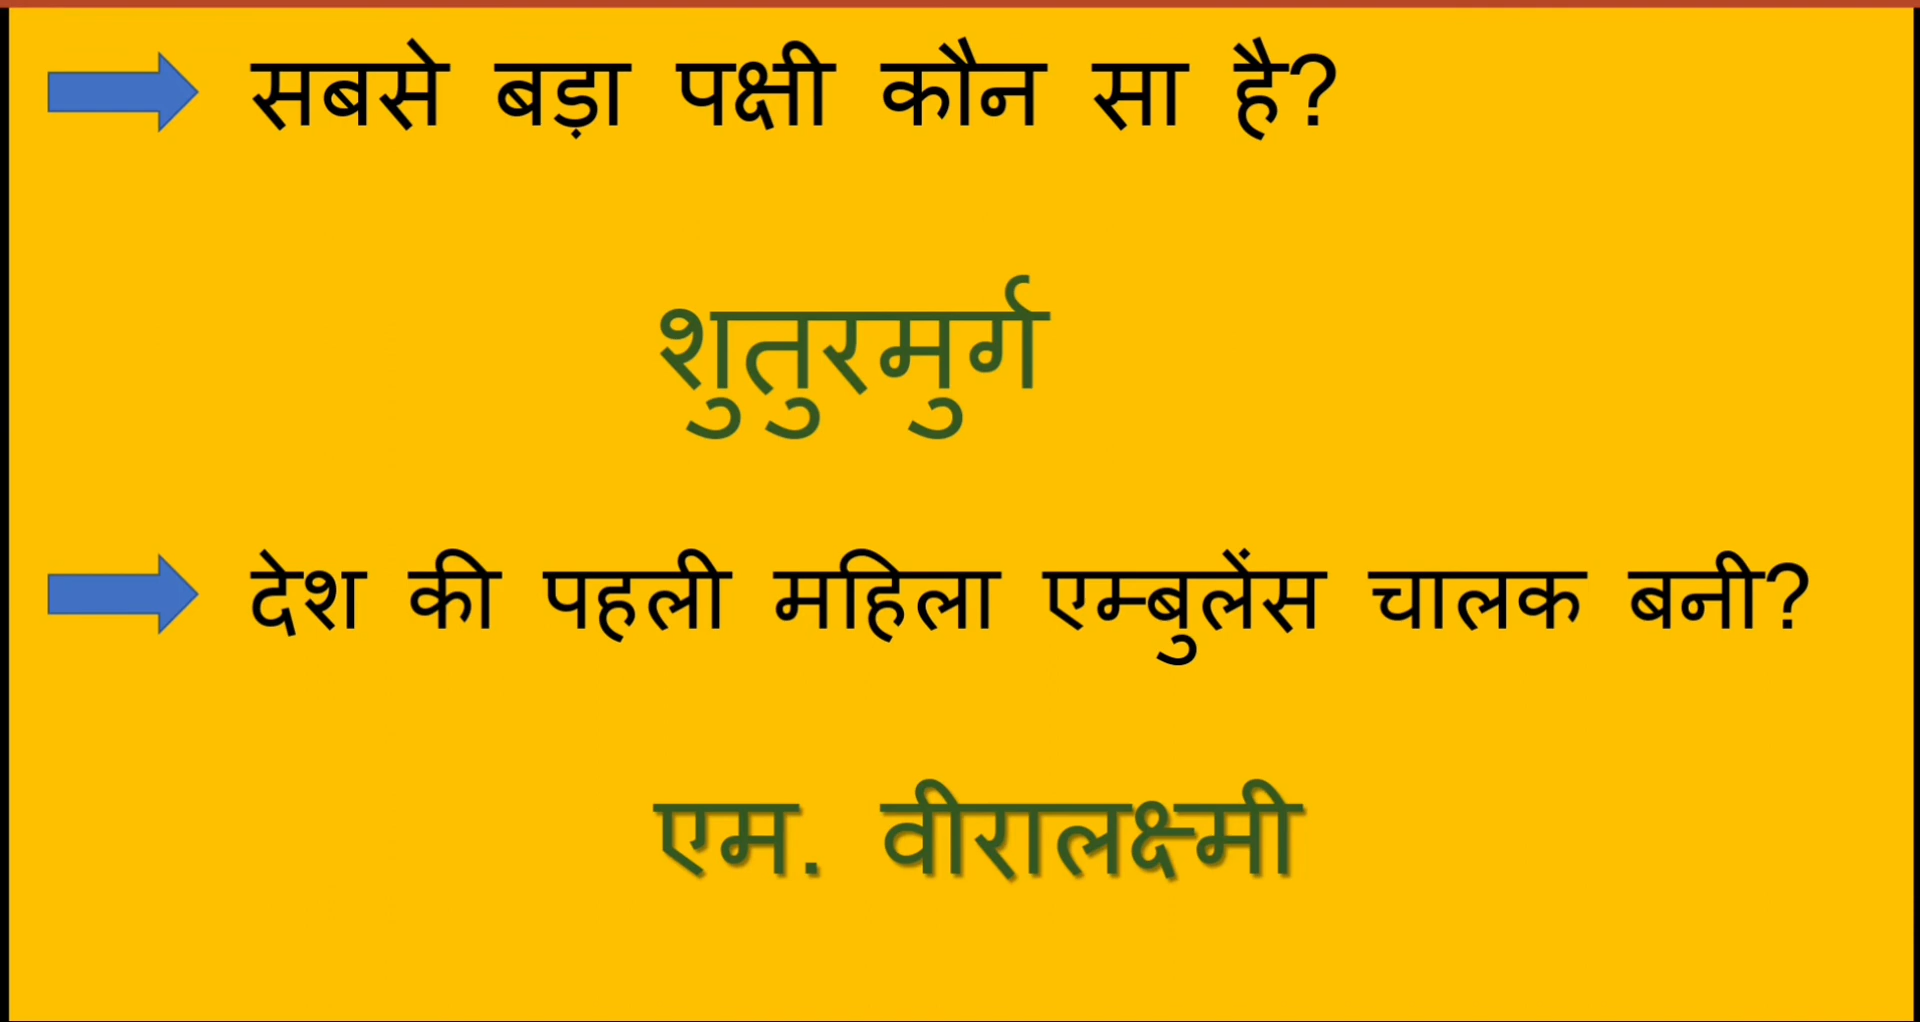 सबसे बड़ा पक्षी कौन सा है?
शुतुरमुर्ग
देश की पहली महिला एम्बुलेंस चालक बनी?
एम. वीरालक्ष्मी